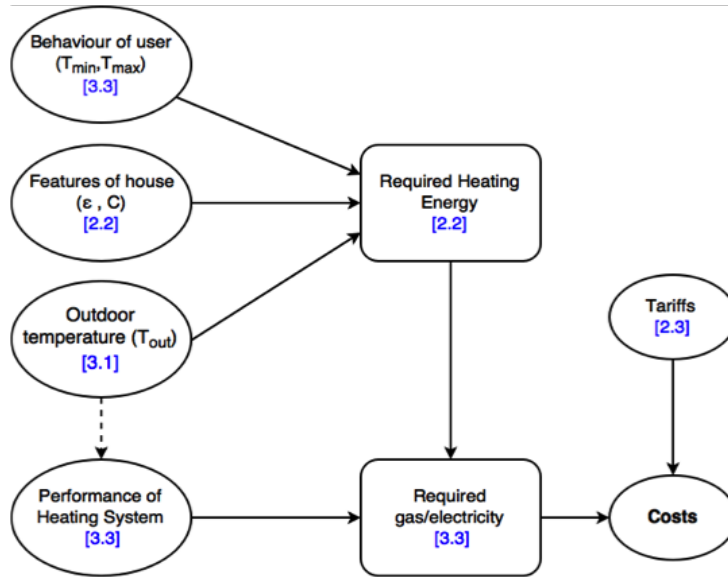 Behaviour of user
(Tmin,Tmax)
[3.3]
Features of house
(ε , C)
[2.2]
Required Heating
Energy
[2.2]
Outdoor
temperature (Tout)
[3.1]
Tariffs
[2.3]
Performance of
Heating System
[3.3]
Required
gas/electricity
[3.3]
Costs